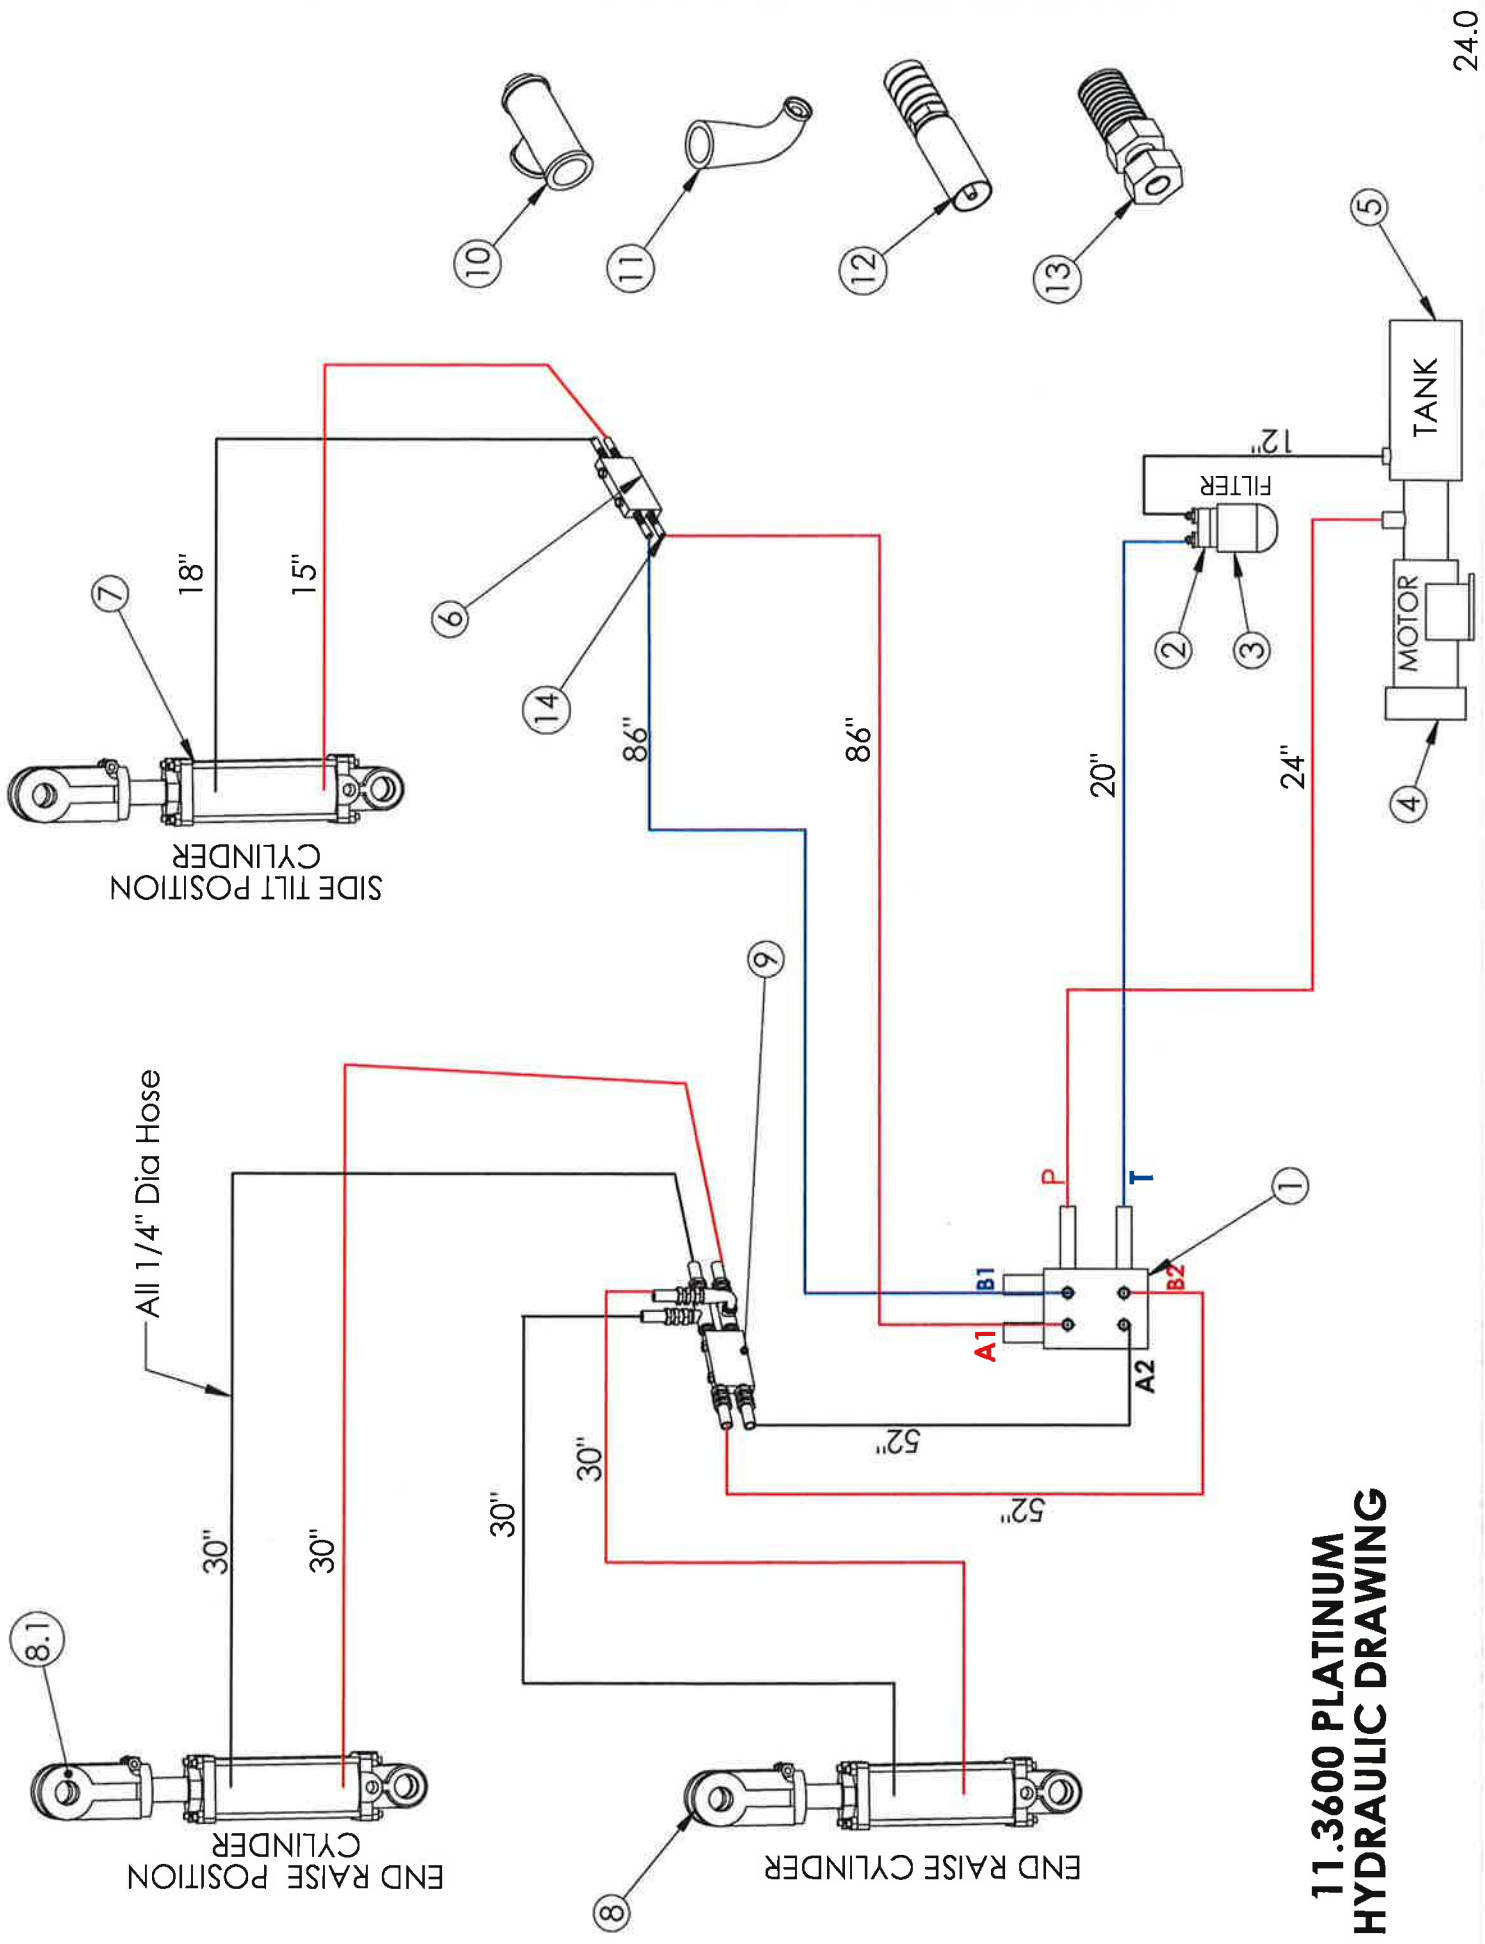 11.3600 PLATINUM
HYDRAULIC DRAWING
8.1
END RAISE POSITION
CYLINDER
30"
30"
All 1/4" Dia Hose
8
END RAISE CYLINDER
30"
30"
52"
52"
9
7
SIDE TILT POSITION
CYLINDER
18"
15"
6
14
86"
86"
A1
B1
A2
B2
P
T
1
20"
24"
2
3
FILTER
12"
MOTOR
TANK
4
5
10
11
12
13
24.0